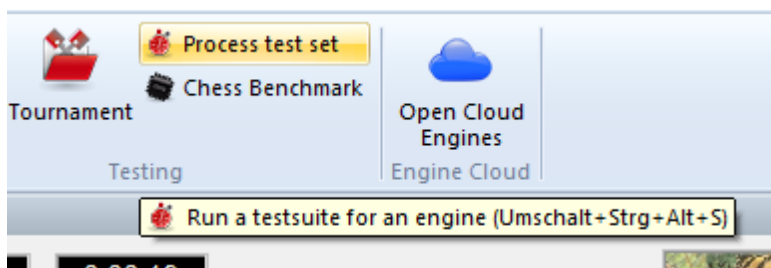 Process test set
Chess Benchmark
Tournament
Testing
Open Cloud
Engines
Engine Cloud
Run a testsuite for an engine (Umschalt+Strg+Alt+S)